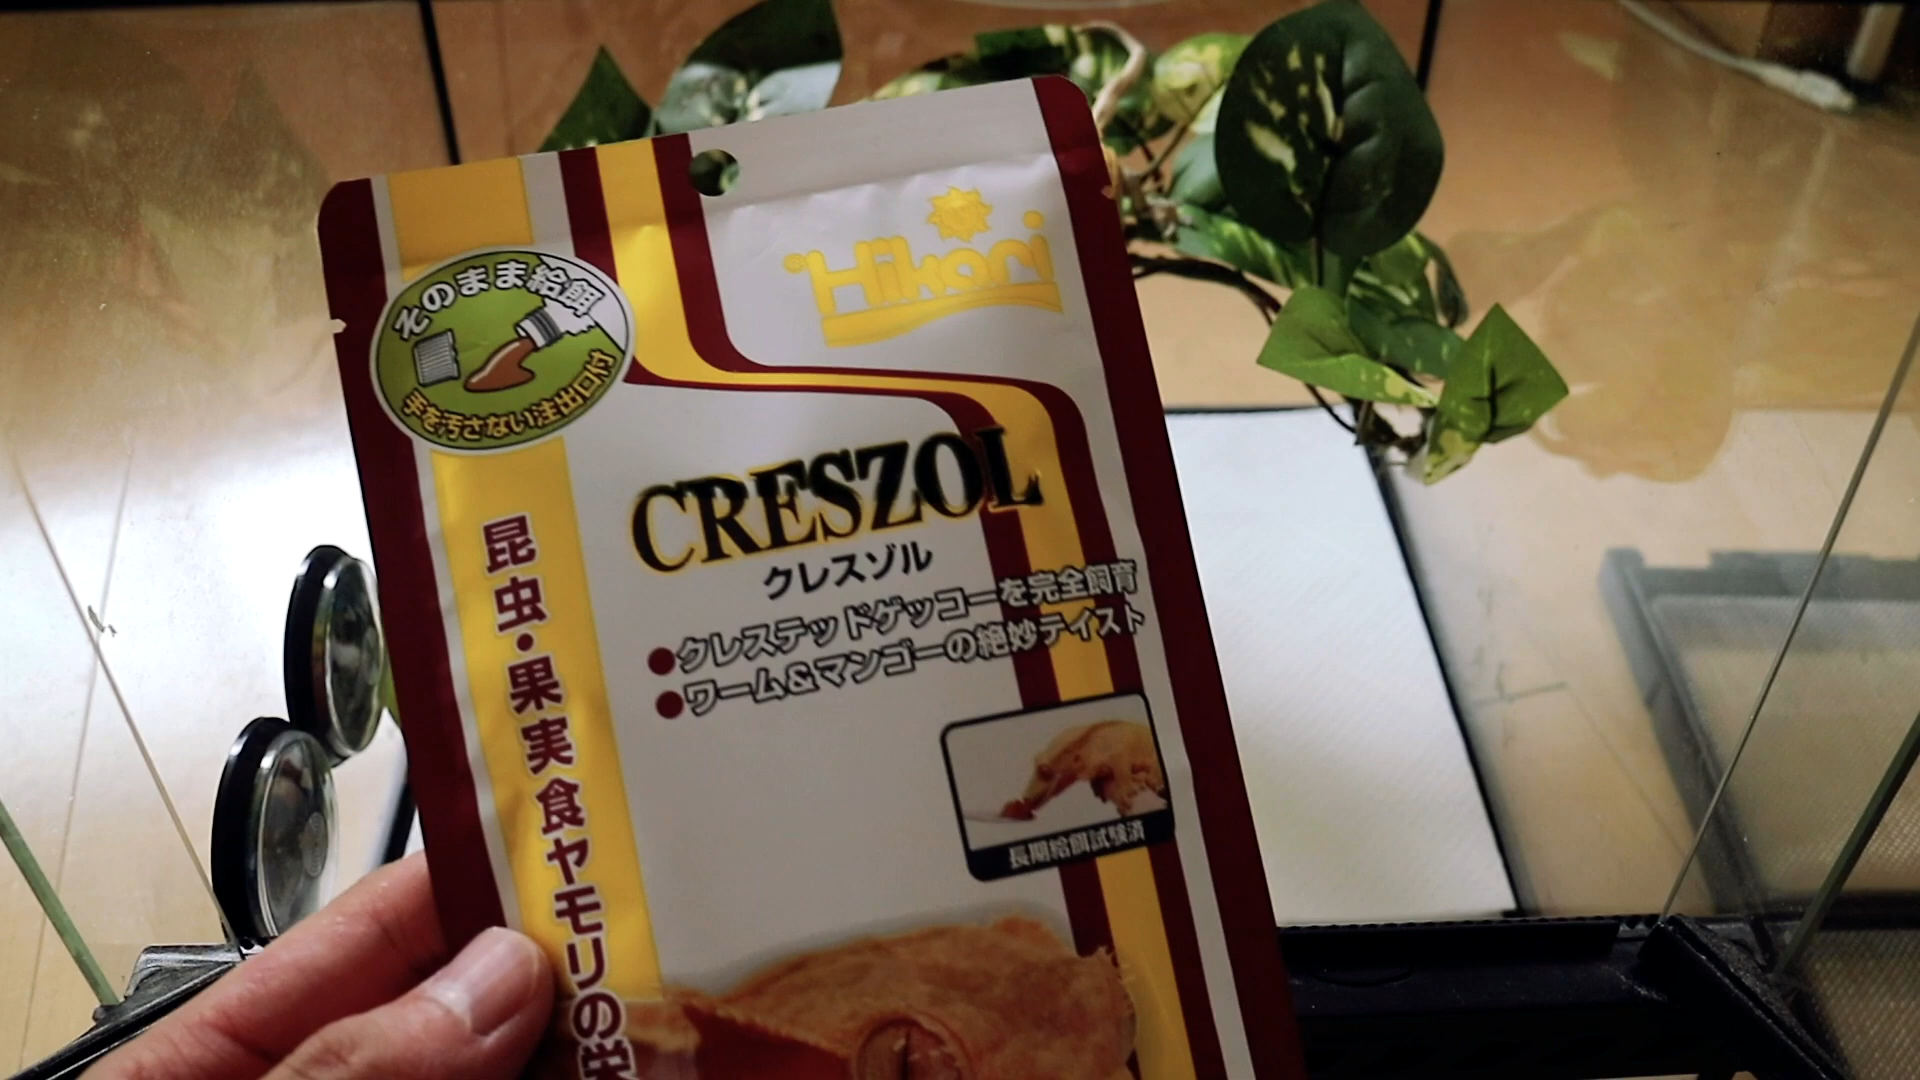 そのまま給餌
手を汚さない注出口付
Hikari
CRESZOL
クレスゾル
●クレステッドゲッコーを完全飼育
●ワーム&マンゴーの絶妙テイスト
長期給餌試験済
昆虫・果実食ヤモリの栄